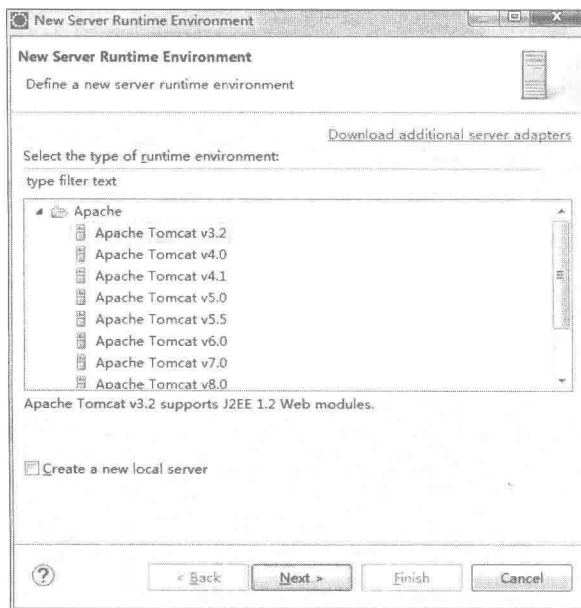 New Server Runtime Environment
New Server Runtime Environment
Define a new server runtime environment
Download additional server adapters
Select the type of runtime environment:
type filter text
Apache
Apache Tomcat v3.2
Apache Tomcat v4.0
Apache Tomcat v4.1
Apache Tomcat v5.0
Apache Tomcat v5.5
Apache Tomcat v6.0
Apache Tomcat v7.0
Apache Tomcat v8.0
Apache Tomcat v3.2 supports J2EE 1.2 Web modules.
Create a new local server
? < Back Next > Finish Cancel